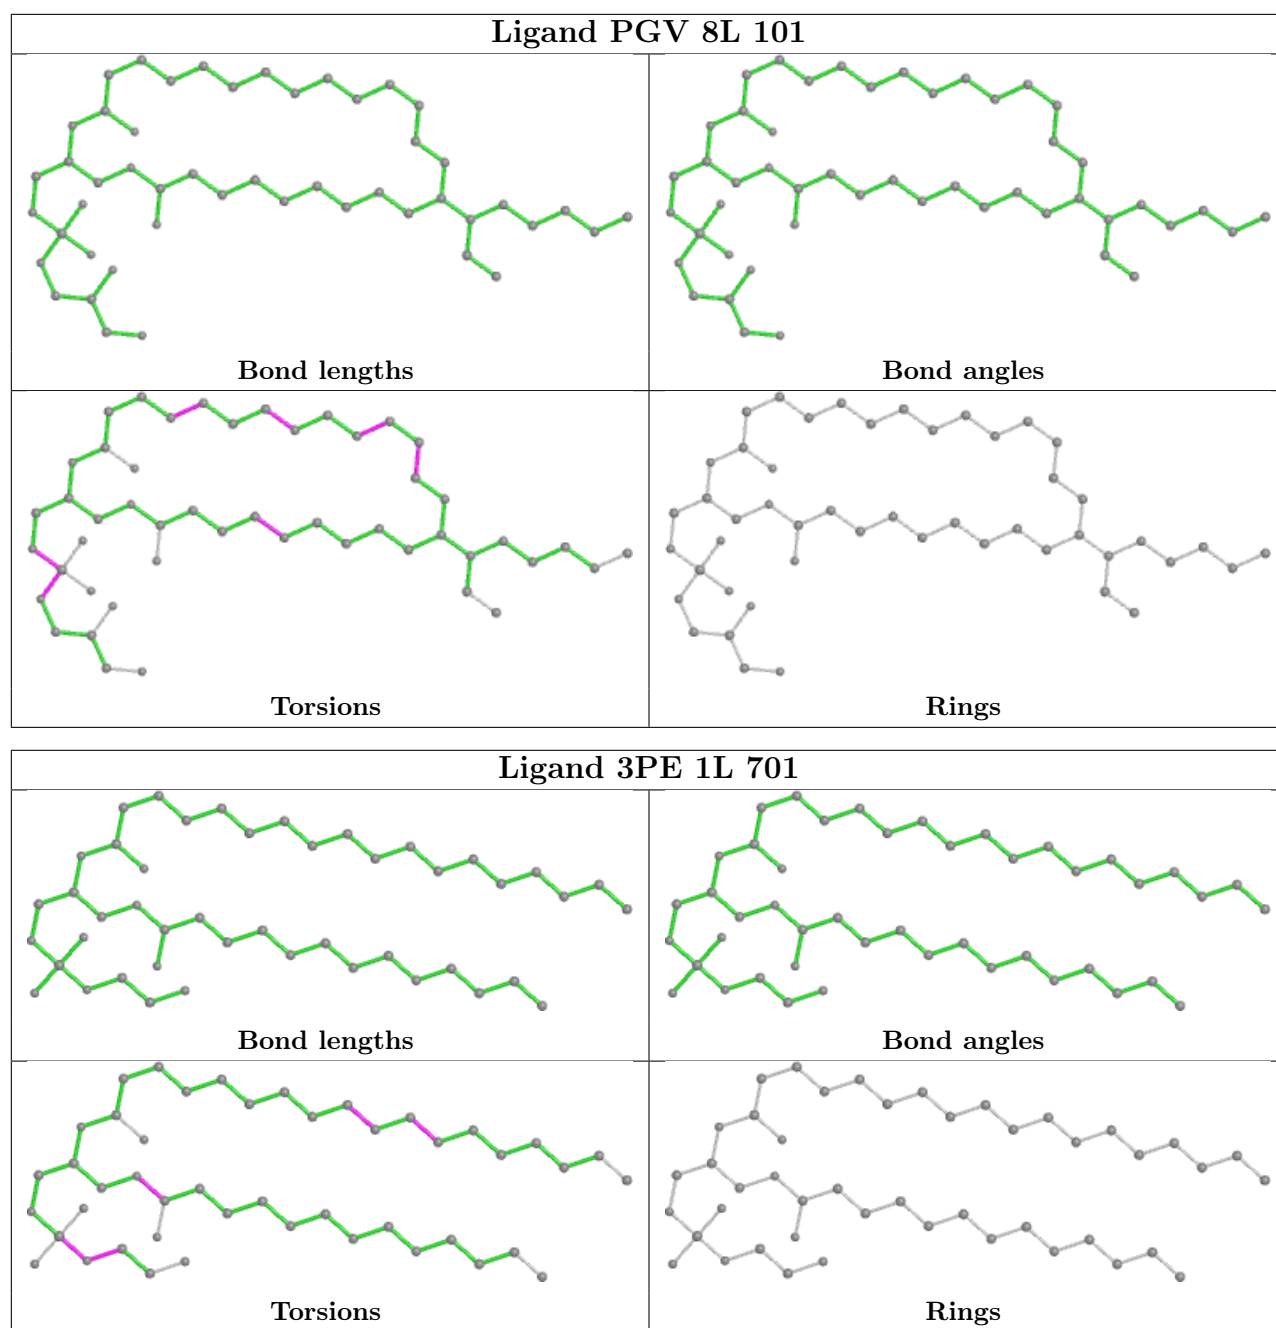 Ligand PGV 8L 101
Bond lengths
Bond angles
Torsions
Rings
Ligand 3PE 1L 701
Bond lengths
Bond angles
Torsions
Rings